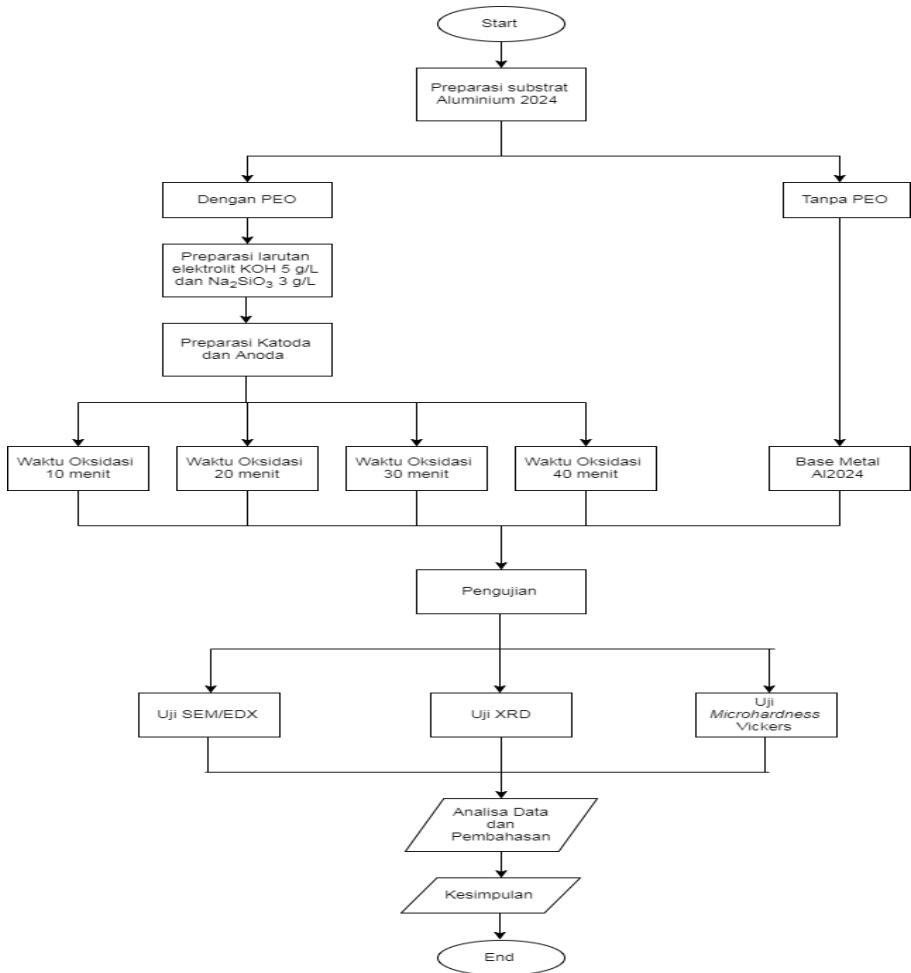 Start
Preparasi substrat
Aluminium 2024
Dengan PEO
Tanpa PEO
Preparasi larutan
elektrolit KOH 5 g/L
dan Na₂SiO₃ 3 g/L
Preparasi Katoda
dan Anoda
Waktu Oksidasi
10 menit
Waktu Oksidasi
20 menit
Waktu Oksidasi
30 menit
Waktu Oksidasi
40 menit
Base Metal
Al2024
Pengujian
Uji SEM/EDX
Uji XRD
Uji
Microhardness
Vickers
Analisa Data
dan
Pembahasan
Kesimpulan
End